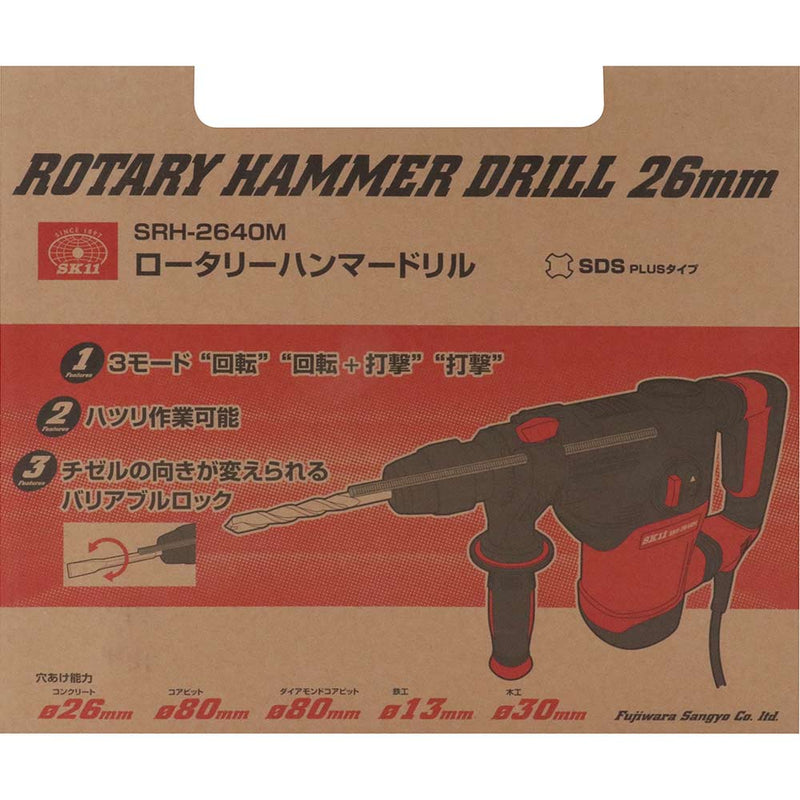 ROTARY HAMMER DRILL 26mm
SINCE 1897
SK11
SRH-2640M
ロータリーハンマードリル
SDS PLUSタイプ
1 Features 3モード “回転” “回転+打撃” “打撃”
2 Features ハツリ作業可能
3 Features チゼルの向きが変えられる
バリアブルロック
SK11 SRH-2640M
穴あけ能力
コンクリート
ø26mm
コアビット
ø80mm
ダイアモンドコアビット
ø80mm
鉄工
ø13mm
木工
ø30mm
Fujiwara Sangyo Co. ltd.